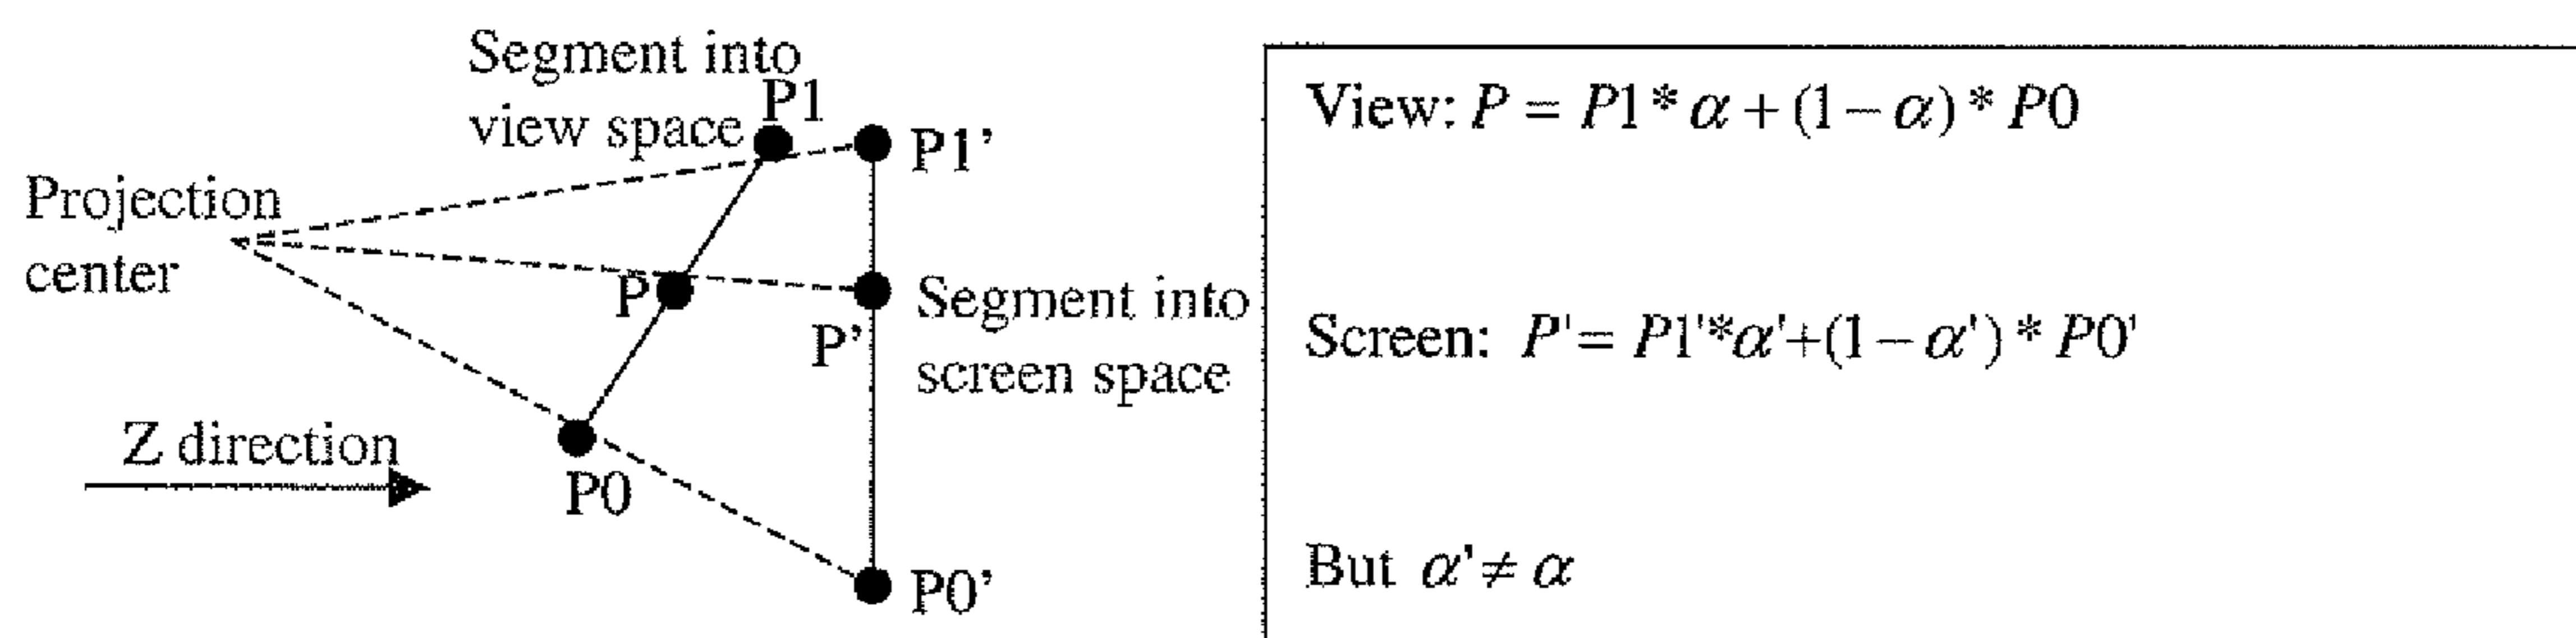 Segment into
view space
P1
P1'
Projection
center
P
P'
Segment into
screen space
Z direction
P0
P0'
View: P = P1 * α + (1 − α) * P0
Screen: P' = P1'*α'+(1 − α') * P0'
But α' ≠ α